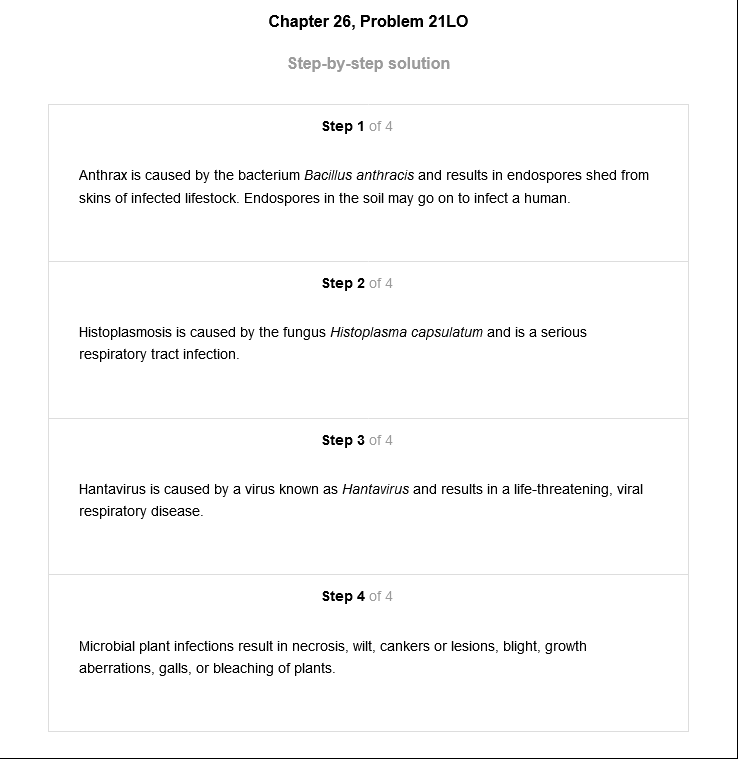 Chapter 26, Problem 21LO
Step-by-step solution
Step 1 of 4
Anthrax is caused by the bacterium Bacillus anthracis and results in endospores shed from
skins of infected lifestock. Endospores in the soil may go on to infect a human.
Step 2 of 4
Histoplasmosis is caused by the fungus Histoplasma capsulatum and is a serious
respiratory tract infection.
Step 3 of 4
Hantavirus is caused by a virus known as Hantavirus and results in a life-threatening, viral
respiratory disease.
Step 4 of 4
Microbial plant infections result in necrosis, wilt, cankers or lesions, blight, growth
aberrations, galls, or bleaching of plants.